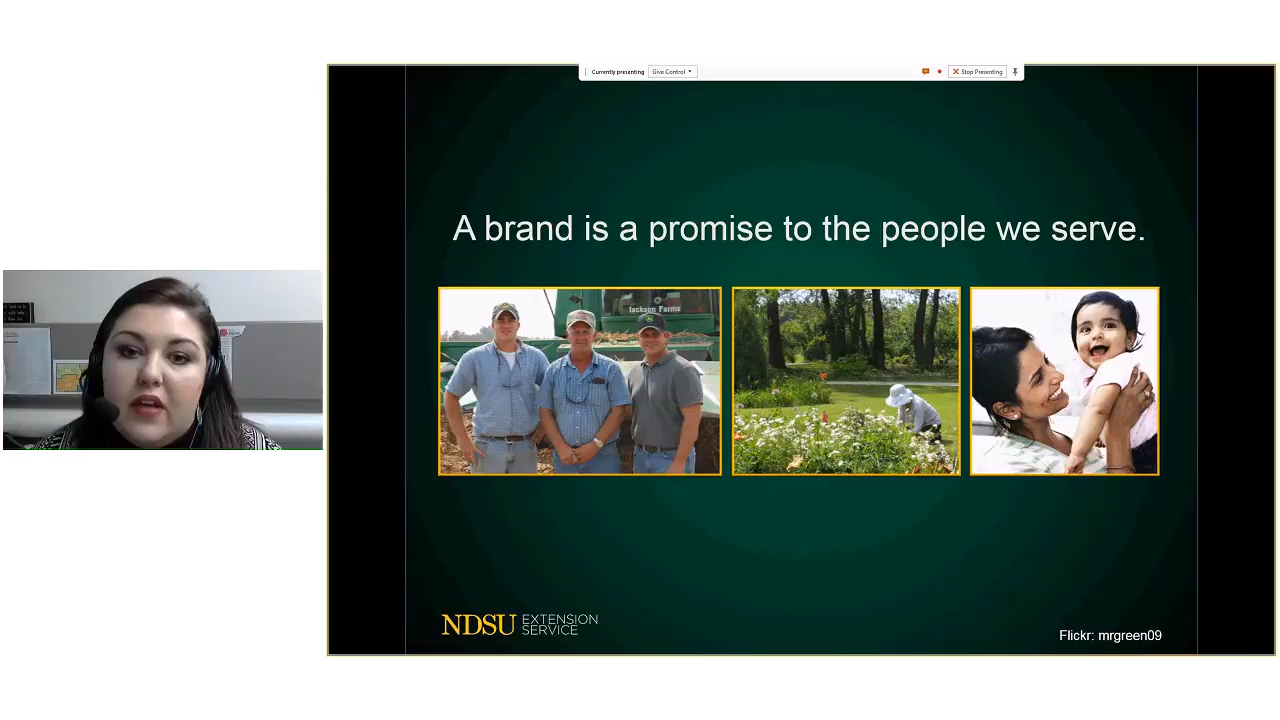 Currently presenting
Give Control
Stop Presenting
A brand is a promise to the people we serve.
Jackson Farms
NDSU EXTENSION
SERVICE
Flickr: mrgreen09